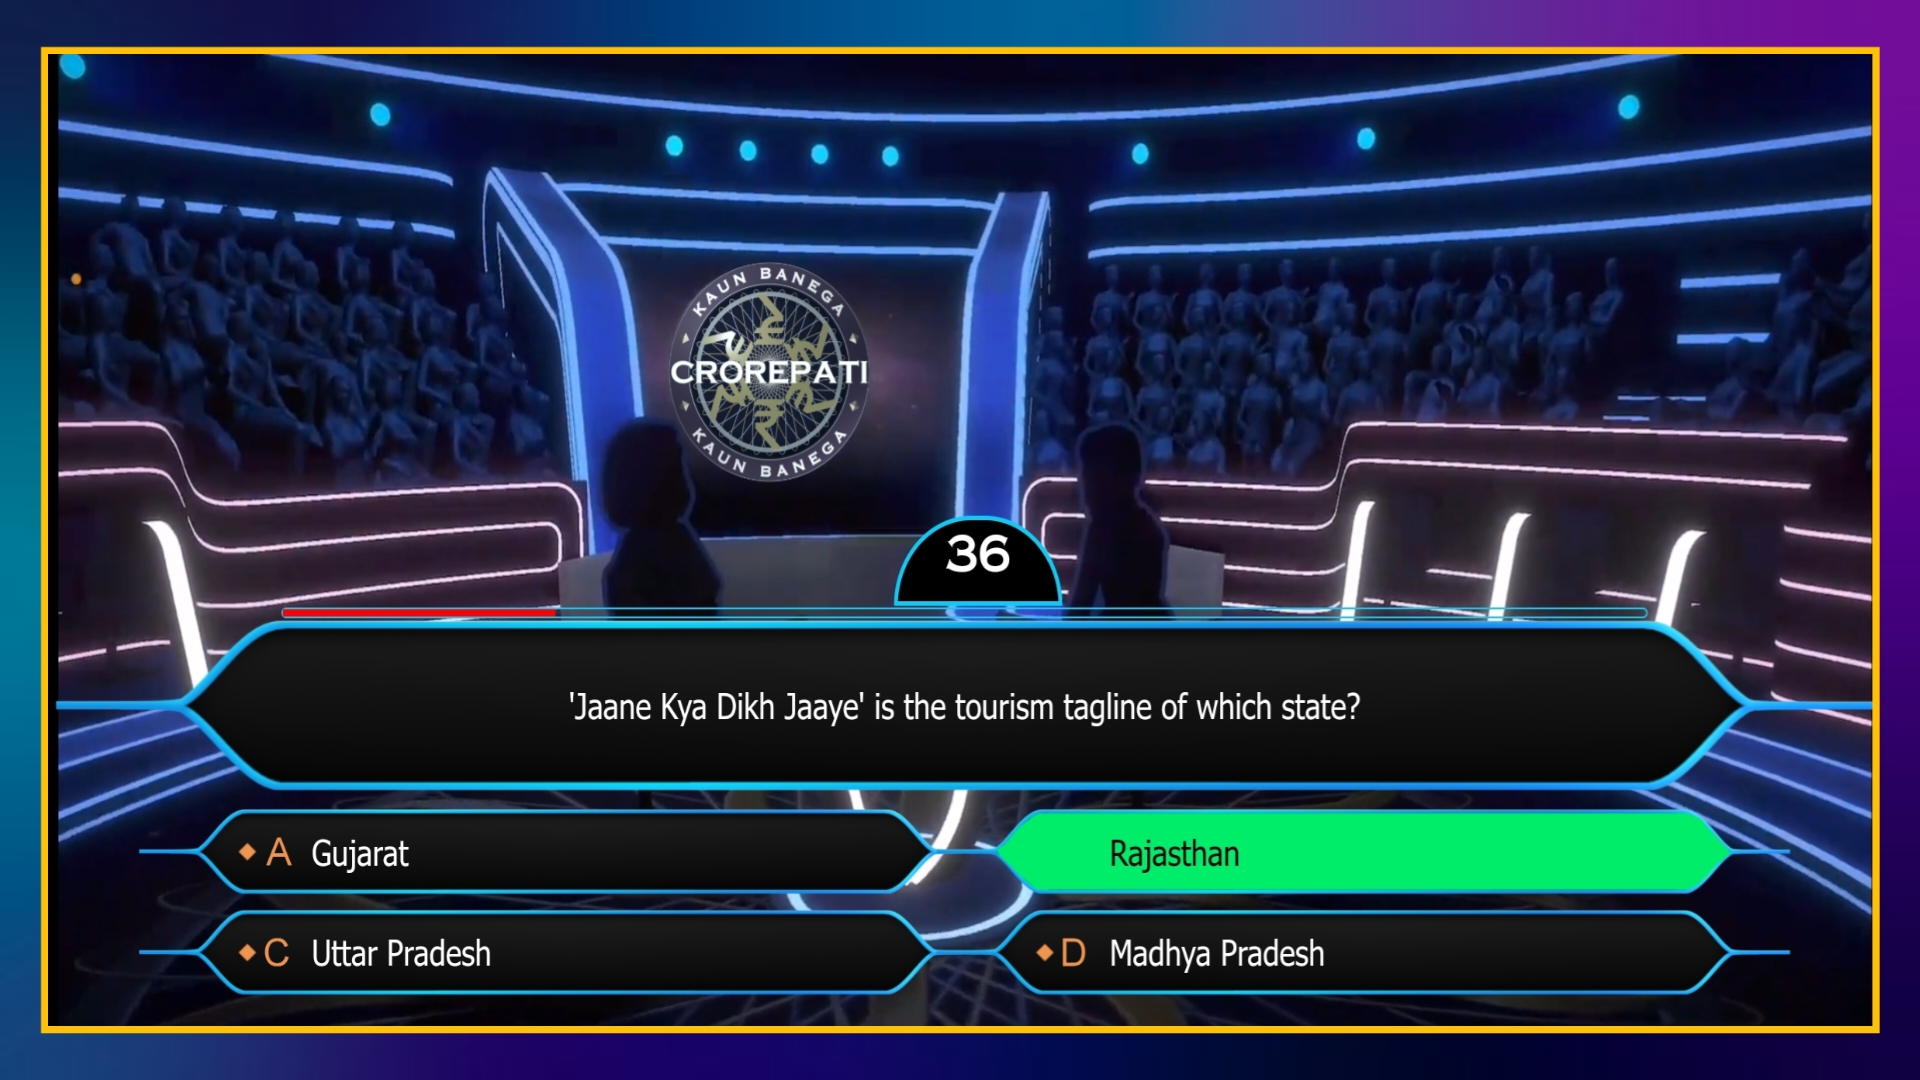 KAUN BANEGA
CROREPATI
KAUN BANEGA
36
'Jaane Kya Dikh Jaaye' is the tourism tagline of which state?
A Gujarat
Rajasthan
C Uttar Pradesh
D Madhya Pradesh